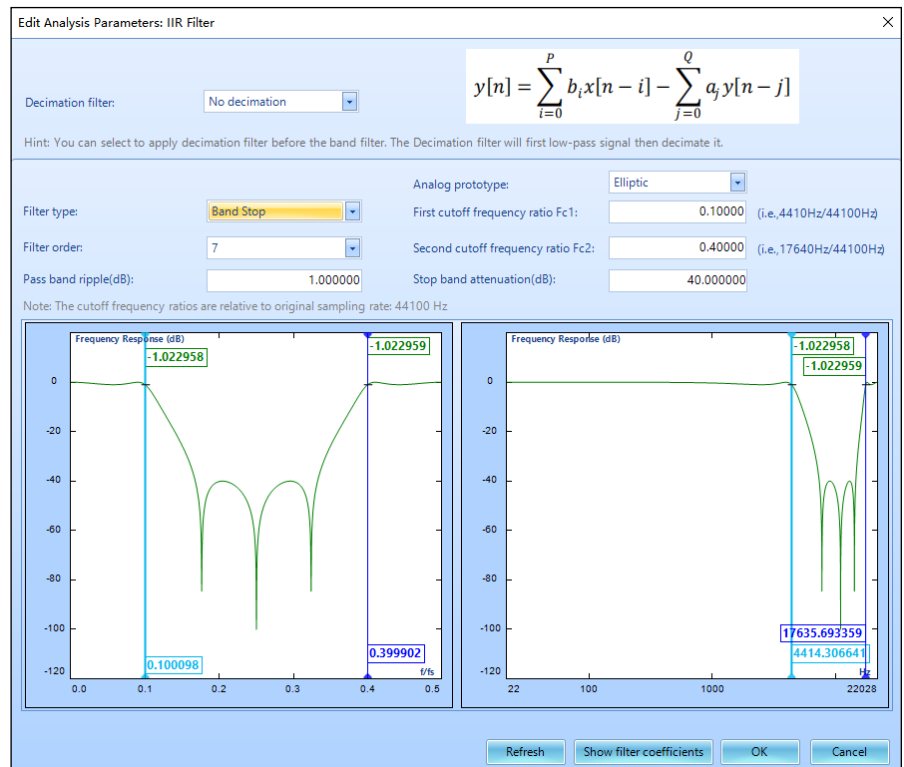 Edit Analysis Parameters: IIR Filter
Decimation filter: No decimation
y[n] = \sum_{i=0}^{P} b_i x[n − i] − \sum_{j=0}^{Q} a_j y[n − j]
Hint: You can select to apply decimation filter before the band filter. The Decimation filter will first low-pass signal then decimate it.
Analog prototype: Elliptic
Filter type: Band Stop First cutoff frequency ratio Fc1: 0.10000 (i.e.,4410Hz/44100Hz)
Filter order: 7 Second cutoff frequency ratio Fc2: 0.40000 (i.e.,17640Hz/44100Hz)
Pass band ripple(dB): 1.000000 Stop band attenuation(dB): 40.000000
Note: The cutoff frequency ratios are relative to original sampling rate: 44100 Hz
Frequency Response (dB)
-1.022958
-1.022959
0
-20
-40
-60
-80
-100
-120
0.100098
0.399902
f/fs
0.0 0.1 0.2 0.3 0.4 0.5
Frequency Response (dB)
-1.022958
-1.022959
0
-20
-40
-60
-80
-100
-120
17635.693359
4414.306641
Hz
22 100 1000 22028
Refresh Show filter coefficients OK Cancel